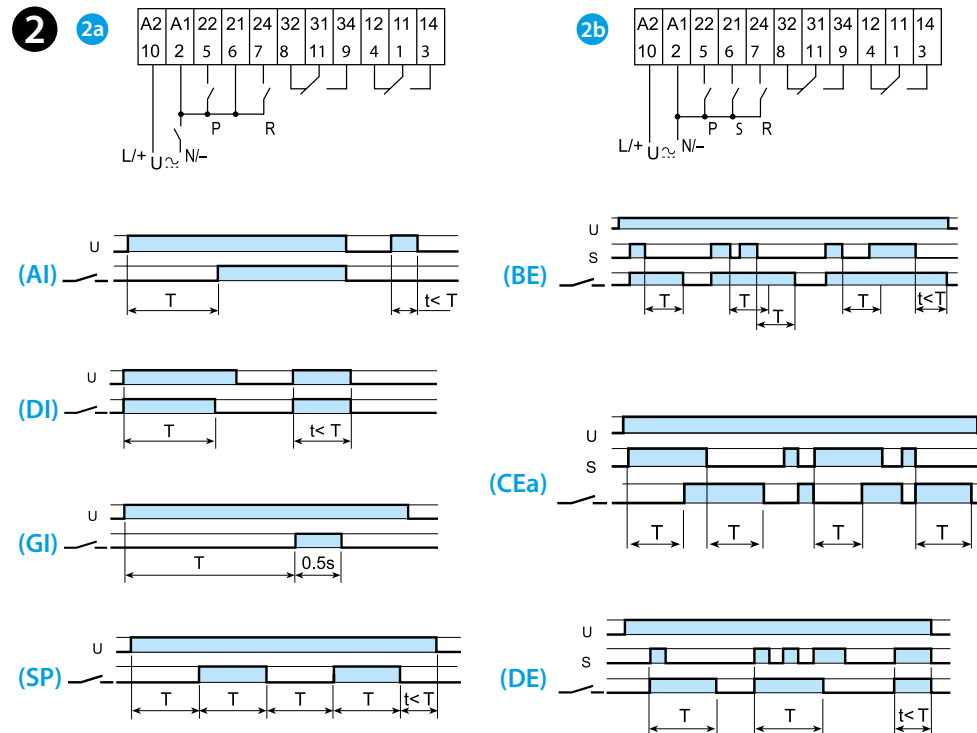 2
2a
A2 A1 22 21 24 32 31 34 12 11 14
10 2 5 6 7 8 11 9 4 1 3
P R
L/+ U N/–
2b
A2 A1 22 21 24 32 31 34 12 11 14
10 2 5 6 7 8 11 9 4 1 3
P S R
L/+ U N/–
U
(AI)
T t< T
U
(DI)
T t< T
U
(GI)
T 0.5s
U
(SP)
T T T T t< T
U
S
(BE)
T T T t< T
T
U
S
(CEa)
T T T T
U
S
(DE)
T T t< T